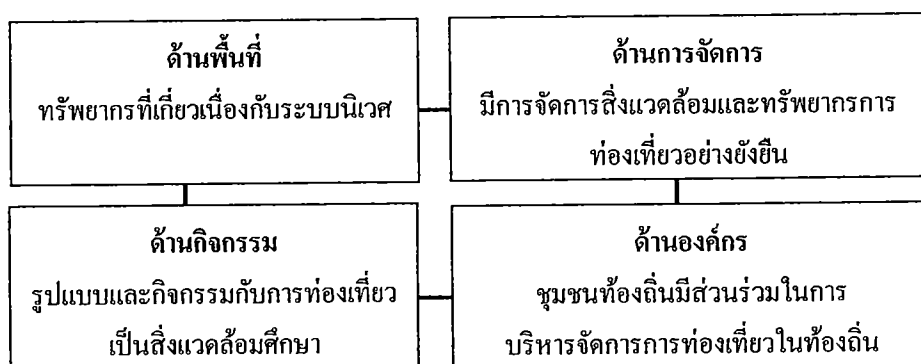 ด้านพื้นที่
ทรัพยากรที่เกี่ยวเนื่องกับระบบนิเวศ
ด้านการจัดการ
มีการจัดการสิ่งแวดล้อมและทรัพยากรการ
ท่องเที่ยวอย่างยั่งยืน
ด้านกิจกรรม
รูปแบบและกิจกรรมกับการท่องเที่ยว
เป็นสิ่งแวดล้อมศึกษา
ด้านองค์กร
ชุมชนท้องถิ่นมีส่วนร่วมในการ
บริหารจัดการการท่องเที่ยวในท้องถิ่น